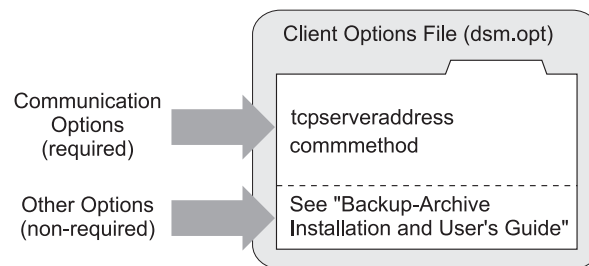 Client Options File (dsm.opt)
Communication
Options
(required)
tcpserveraddress
commmethod
Other Options
(non-required)
See "Backup-Archive
Installation and User's Guide"